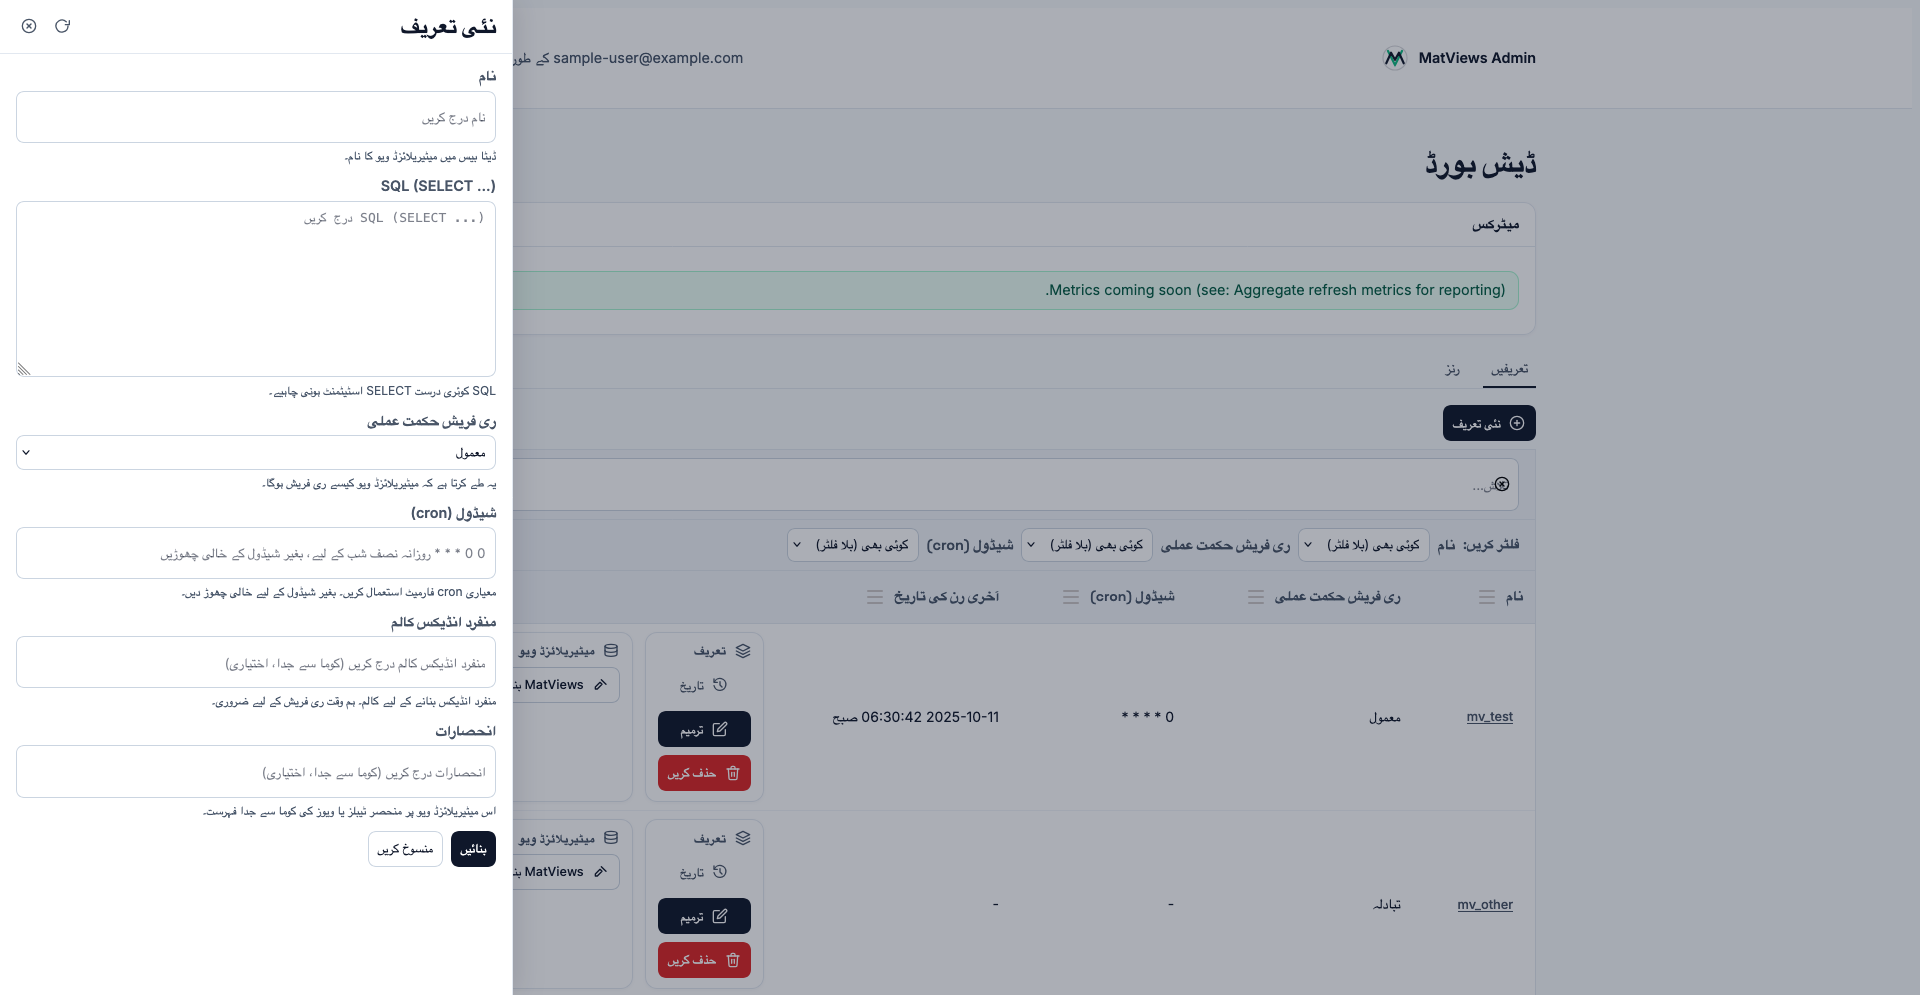 نئی تعریف
نام
نام درج کریں
ڈیٹا بیس میں میٹیریلائزڈ ویو کا نام۔
SQL (SELECT ...)
SQL (SELECT ...) درج کریں
SQL کوئری درست SELECT اسٹیٹمنٹ ہونی چاہیے۔
ری فریش حکمت عملی
معمول
یہ طے کرتا ہے کہ میٹیریلائزڈ ویو کیسے ری فریش ہوگا۔
شیڈول (cron)
0 0 * * * روزانہ نصف شب کے لیے، بغیر شیڈول کے خالی چھوڑیں
معیاری cron فارمیٹ استعمال کریں۔ بغیر شیڈول کے لیے خالی چھوڑ دیں۔
منفرد انڈیکس کالم
منفرد انڈیکس کالم درج کریں (کوما سے جدا، اختیاری)
منفرد انڈیکس بنانے کے لیے کالم۔ ہم وقت ری فریش کے لیے ضروری۔
انحصارات
انحصارات درج کریں (کوما سے جدا، اختیاری)
اس میٹیریلائزڈ ویو پر منحصر ٹیبلز یا ویوز کی کوما سے جدا فہرست۔
بنائیں
منسوخ کریں
MatViews Admin
sample-user@example.com کے طور
ڈیش بورڈ
میٹرکس
Metrics coming soon (see: Aggregate refresh metrics for reporting).
تعریفیں
رنز
نئی تعریف
فلٹر کریں: نام کوئی بھی (بلا فلٹر) ری فریش حکمت عملی کوئی بھی (بلا فلٹر) شیڈول (cron) کوئی بھی (بلا فلٹر)
نام ری فریش حکمت عملی شیڈول (cron) آخری رن کی تاریخ
mv_test معمول 0 * * * * 2025-10-11 06:30:42 صبح
تعریف
تاریخ
ترمیم
حذف کریں
میٹیریلائزڈ ویو
MatViews
mv_other تبادلہ - -
تعریف
تاریخ
ترمیم
حذف کریں
میٹیریلائزڈ ویو
MatViews